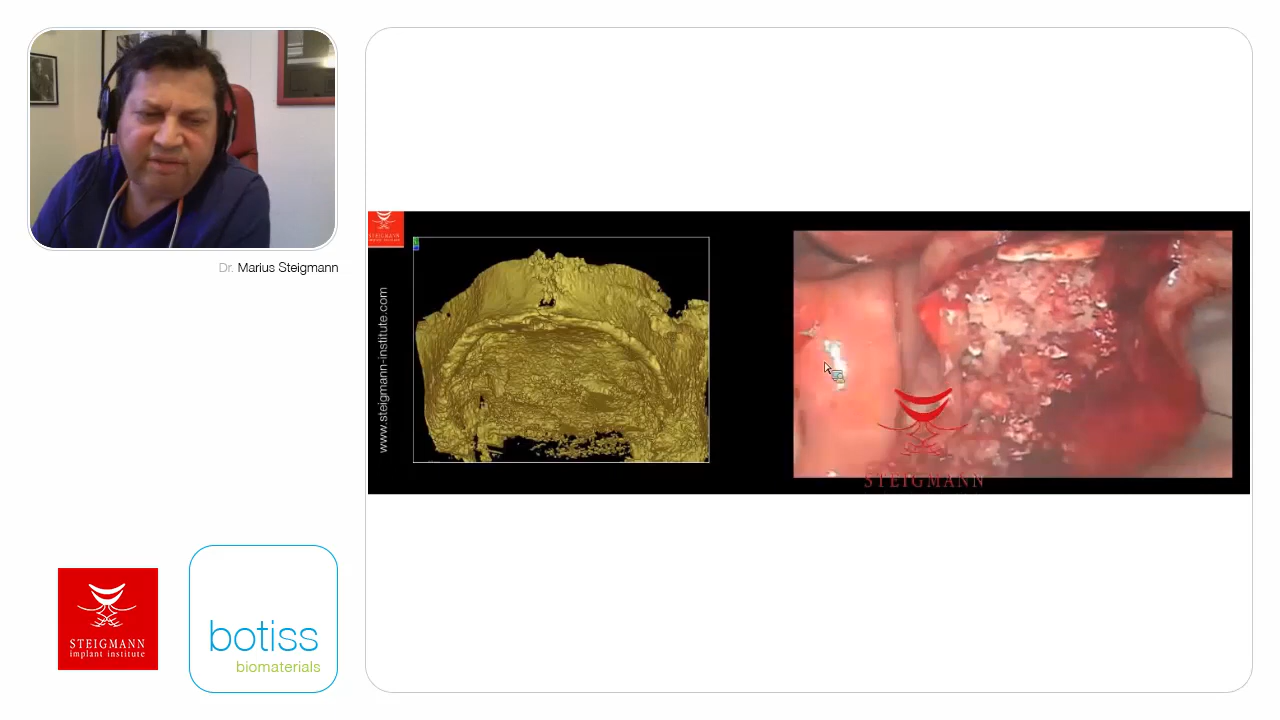 Dr. Marius Steigmann
STEIGMANN
implant institute
botiss
biomaterials
www.steigmann-institute.com
STEIGMANN